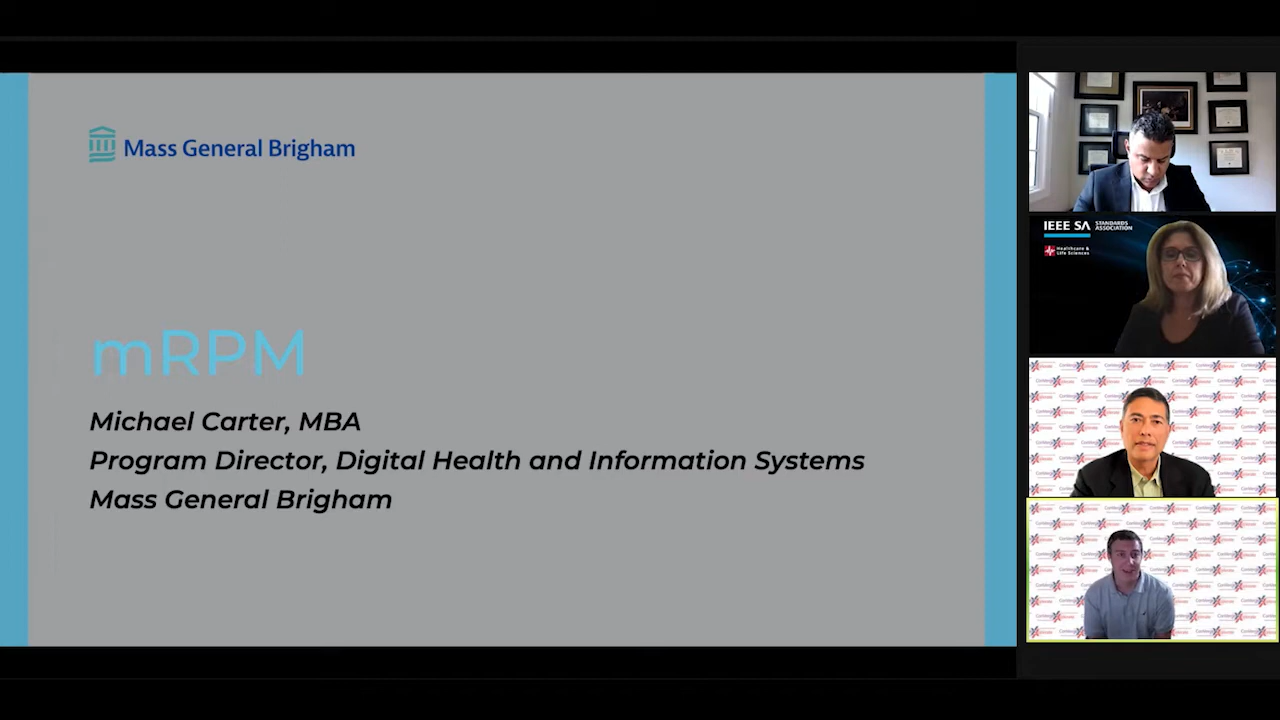 Mass General Brigham
mRPM
Michael Carter, MBA
Program Director, Digital Health and Information Systems
Mass General Brigham
IEEE SA STANDARDS ASSOCIATION
Healthcare & Life Sciences